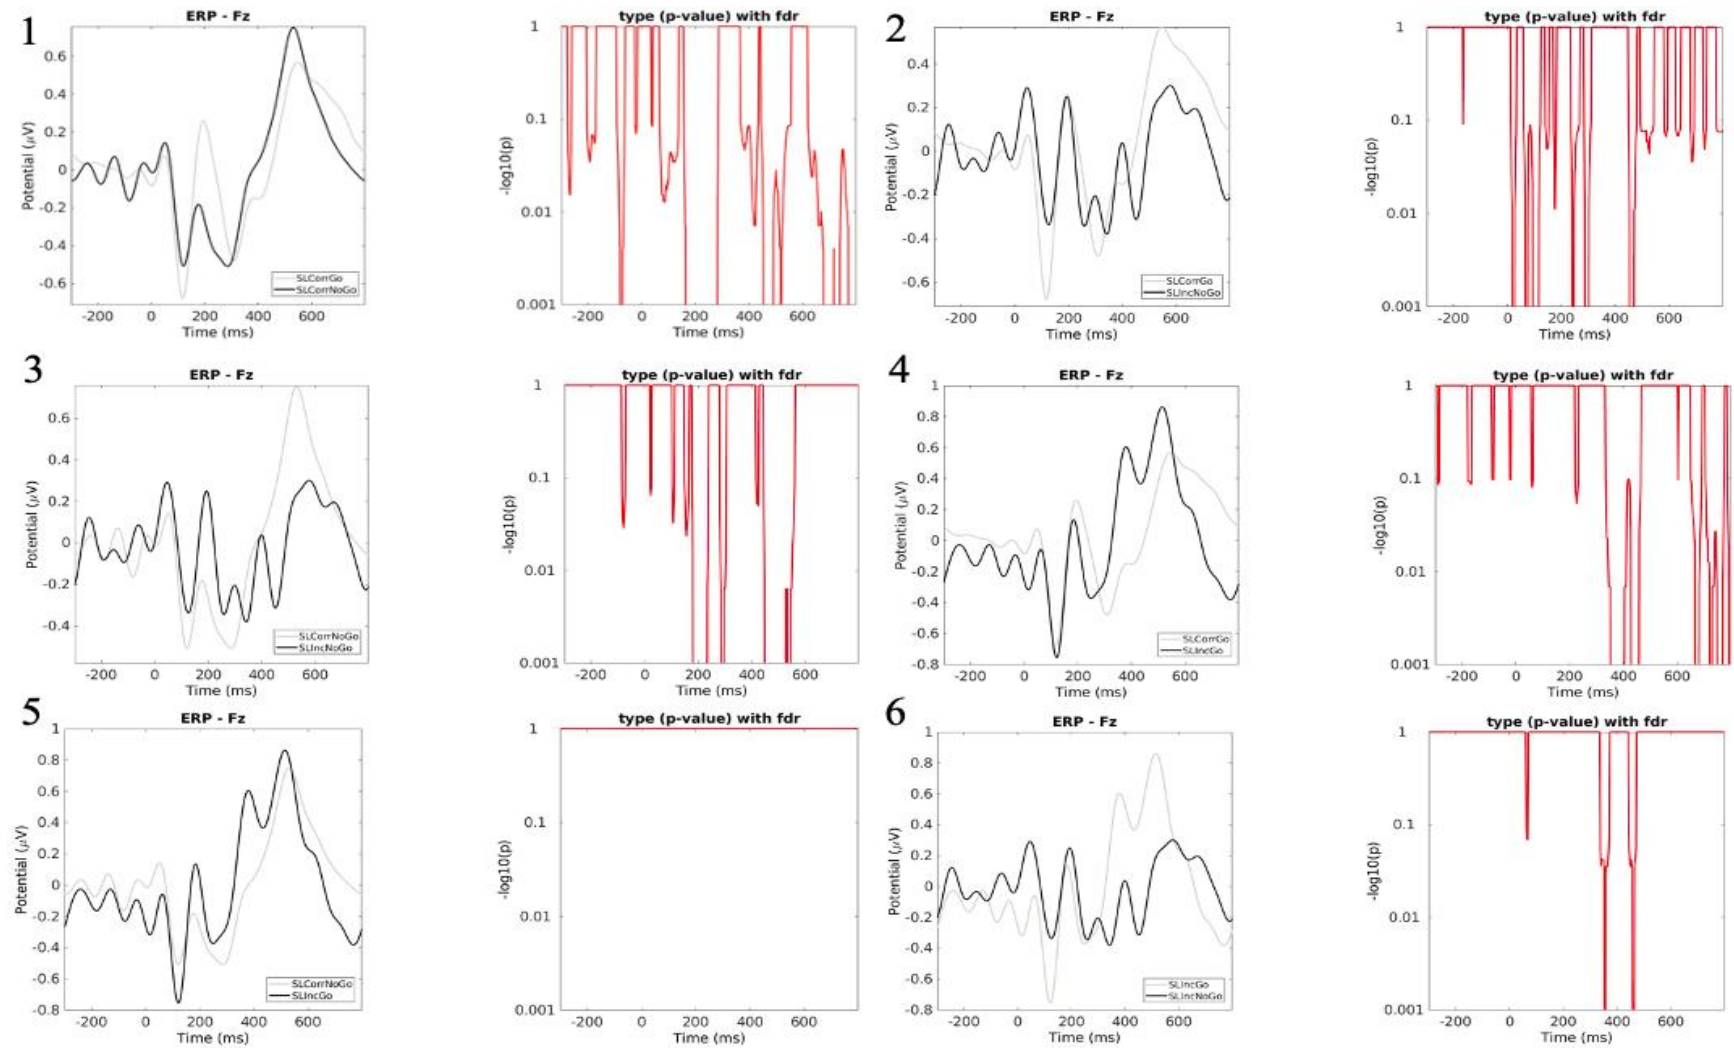 1
ERP - Fz
0.6
0.4
0.2
0
-0.2
-0.4
-0.6
Potential (μV)
SLCorrGo
SLCorrNoGo
-200 0 200 400 600
Time (ms)
type (p-value) with fdr
1
0.1
0.01
0.001
-log10(p)
-200 0 200 400 600
Time (ms)
2
ERP - Fz
0.4
0.2
0
-0.2
-0.4
-0.6
Potential (μV)
SLCorrGo
SLIncNoGo
-200 0 200 400 600
Time (ms)
type (p-value) with fdr
1
0.1
0.01
0.001
-log10(p)
-200 0 200 400 600
Time (ms)
3
ERP - Fz
0.6
0.4
0.2
0
-0.2
-0.4
Potential (μV)
SLCorrNoGo
SLIncNoGo
-200 0 200 400 600
Time (ms)
type (p-value) with fdr
1
0.1
0.01
0.001
-log10(p)
-200 0 200 400 600
Time (ms)
4
ERP - Fz
1
0.8
0.6
0.4
0.2
0
-0.2
-0.4
-0.6
-0.8
Potential (μV)
SLCorrGo
SLIncGo
-200 0 200 400 600
Time (ms)
type (p-value) with fdr
1
0.1
0.01
0.001
-log10(p)
-200 0 200 400 600
Time (ms)
5
ERP - Fz
1
0.8
0.6
0.4
0.2
0
-0.2
-0.4
-0.6
-0.8
Potential (μV)
SLCorrNoGo
SLIncGo
-200 0 200 400 600
Time (ms)
type (p-value) with fdr
1
0.1
0.01
0.001
-log10(p)
-200 0 200 400 600
Time (ms)
6
ERP - Fz
1
0.8
0.6
0.4
0.2
0
-0.2
-0.4
-0.6
-0.8
Potential (μV)
SLIncGo
SLIncNoGo
-200 0 200 400 600
Time (ms)
type (p-value) with fdr
1
0.1
0.01
0.001
-log10(p)
-200 0 200 400 600
Time (ms)